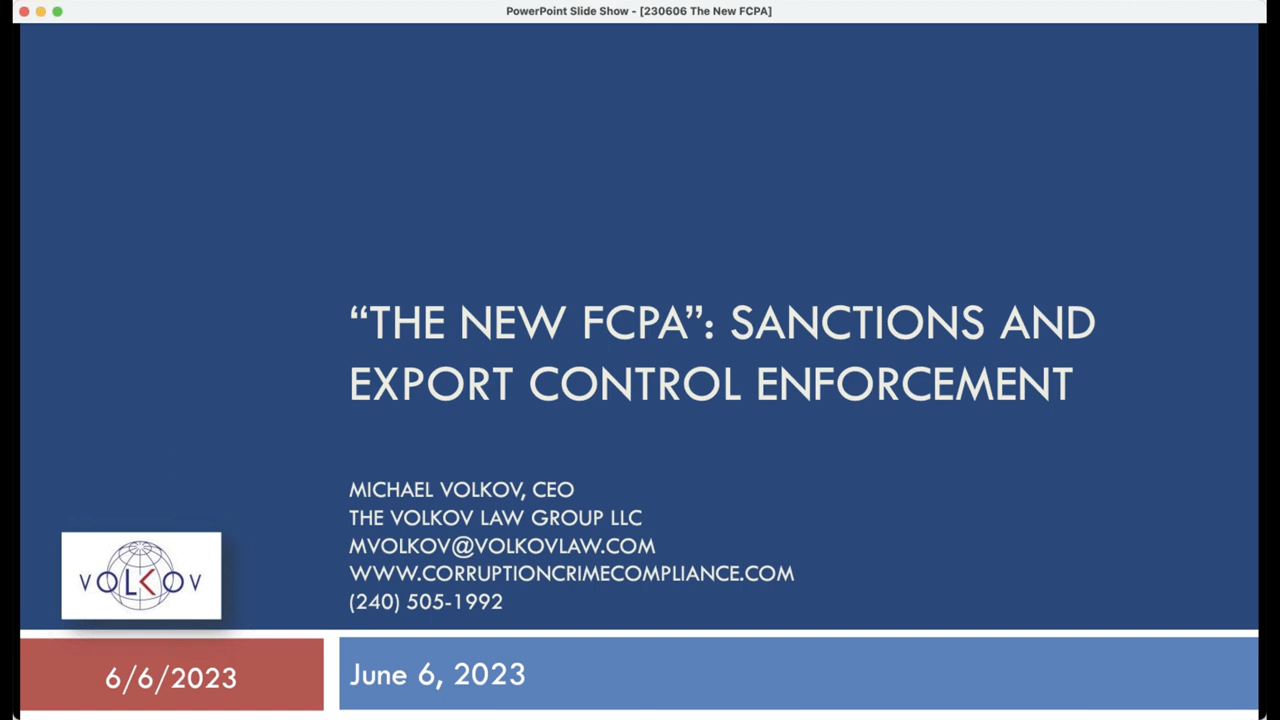 PowerPoint Slide Show - [230606 The New FCPA]
“THE NEW FCPA”: SANCTIONS AND
EXPORT CONTROL ENFORCEMENT
MICHAEL VOLKOV, CEO
THE VOLKOV LAW GROUP LLC
MVOLKOV@VOLKOVLAW.COM
WWW.CORRUPTIONCRIMECOMPLIANCE.COM
(240) 505-1992
VOLKOV
6/6/2023
June 6, 2023